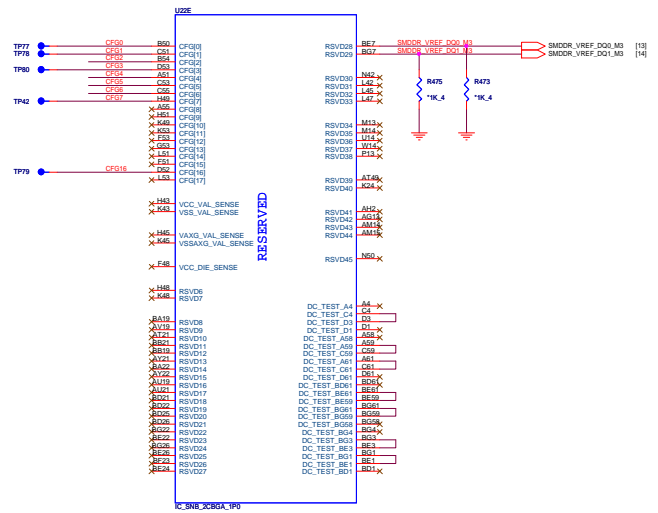 U22E
TP77 CFG0 B50 CFG[0]
TP78 CFG1 C51 CFG[1]
CFG2 B54 CFG[2]
TP80 CFG3 D53 CFG[3]
CFG4 A51 CFG[4]
CFG5 C53 CFG[5]
CFG6 C55 CFG[6]
TP42 CFG7 H49 CFG[7]
A55 CFG[8]
H51 CFG[9]
K49 CFG[10]
K53 CFG[11]
F53 CFG[12]
G53 CFG[13]
L51 CFG[14]
F51 CFG[15]
TP79 CFG16 D52 CFG[16]
L53 CFG[17]
H43 VCC_VAL_SENSE
K43 VSS_VAL_SENSE
H45 VAXG_VAL_SENSE
K45 VSSAXG_VAL_SENSE
F48 VCC_DIE_SENSE
H48 RSVD6
K48 RSVD7
BA19 RSVD8
AV19 RSVD9
AT21 RSVD10
BB21 RSVD11
BB19 RSVD12
AY21 RSVD13
BA22 RSVD14
AY22 RSVD15
AU19 RSVD16
AU21 RSVD17
BD21 RSVD18
BD22 RSVD19
BD25 RSVD20
BD26 RSVD21
BG22 RSVD22
BE22 RSVD23
BG26 RSVD24
BE26 RSVD25
BF23 RSVD26
BE24 RSVD27
RESERVED
RSVD28 BE7 SMDDR_VREF_DQ0_M3 SMDDR_VREF_DQ0_M3 [13]
RSVD29 BG7 SMDDR_VREF_DQ1_M3 SMDDR_VREF_DQ1_M3 [14]
R475 R473
*1K_4 *1K_4
RSVD30 N42
RSVD31 L42
RSVD32 L45
RSVD33 L47
RSVD34 M13
RSVD35 M14
RSVD36 U14
RSVD37 W14
RSVD38 P13
RSVD39 AT49
RSVD40 K24
RSVD41 AH2
RSVD42 AG13
RSVD43 AM14
RSVD44 AM15
RSVD45 N50
DC_TEST_A4 A4
DC_TEST_C4 C4
DC_TEST_D3 D3
DC_TEST_D1 D1
DC_TEST_A58 A58
DC_TEST_A59 A59
DC_TEST_C59 C59
DC_TEST_A61 A61
DC_TEST_C61 C61
DC_TEST_D61 D61
DC_TEST_BD61 BD61
DC_TEST_BE61 BE61
DC_TEST_BE59 BE59
DC_TEST_BG61 BG61
DC_TEST_BG59 BG59
DC_TEST_BG58 BG58
DC_TEST_BG4 BG4
DC_TEST_BG3 BG3
DC_TEST_BE3 BE3
DC_TEST_BG1 BG1
DC_TEST_BE1 BE1
DC_TEST_BD1 BD1
IC_SNB_2CBGA_1P0